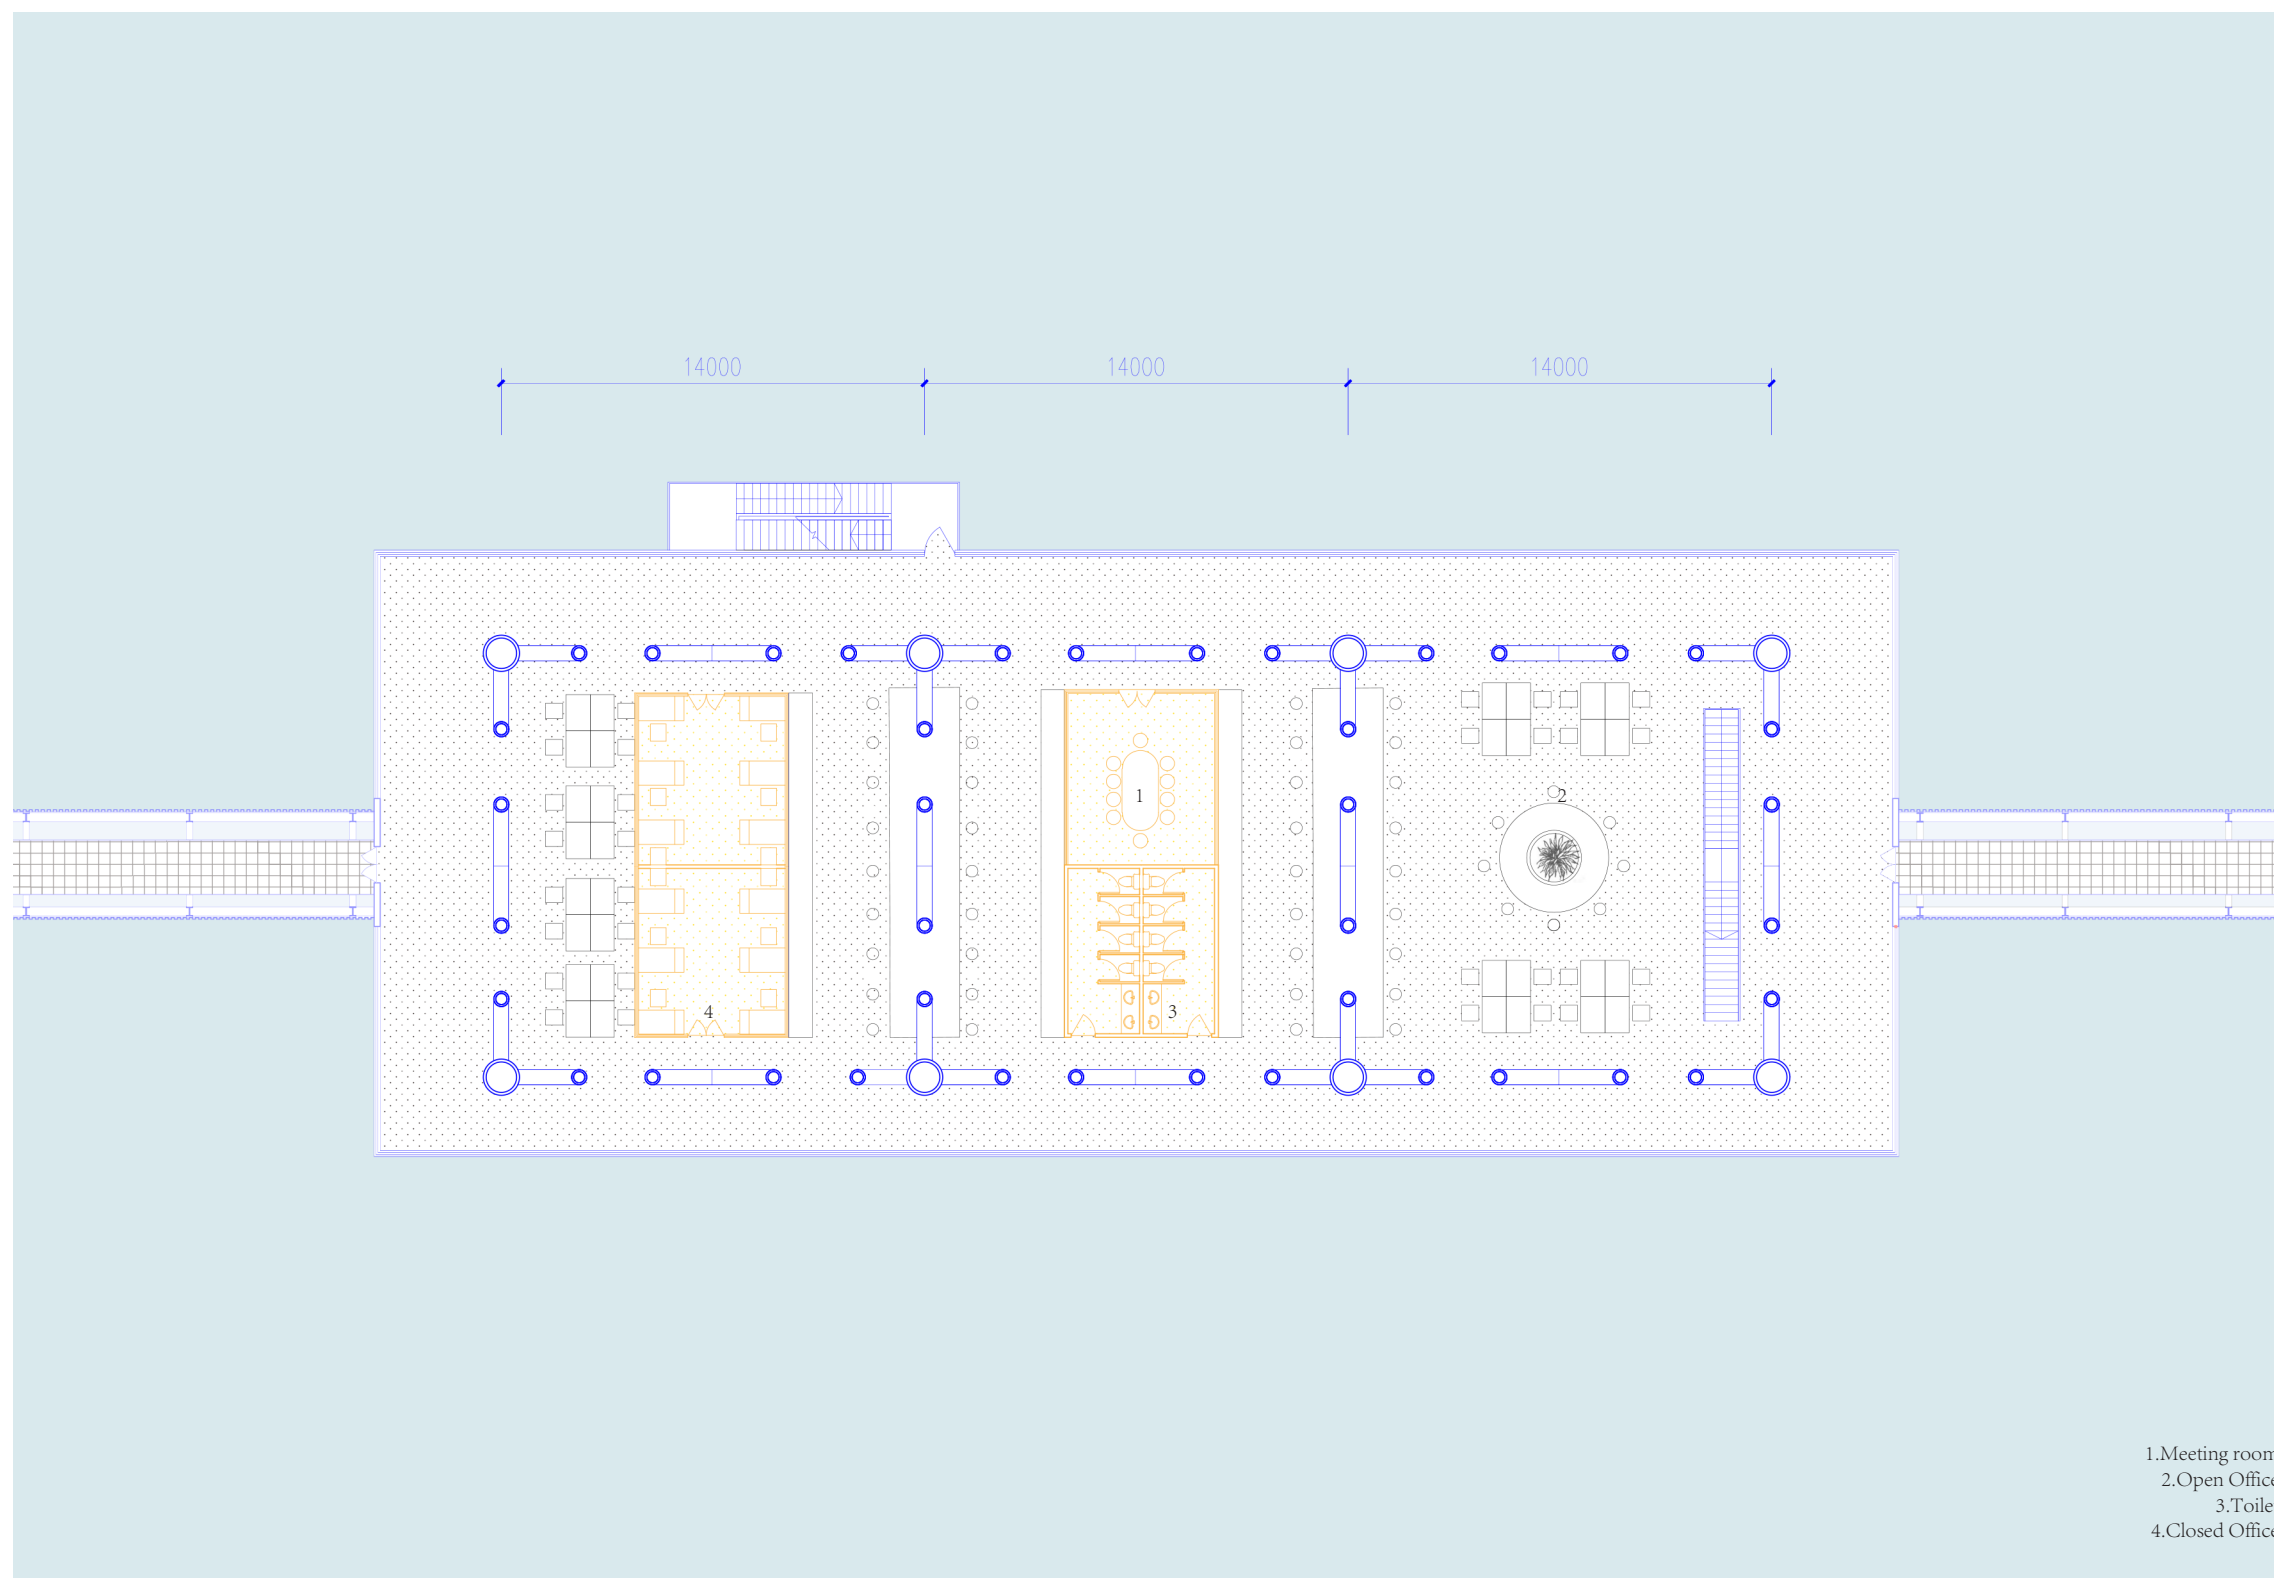 14000 14000 14000
1
2
4
3
1.Meeting room
2.Open Office
3.Toile
4.Closed Office